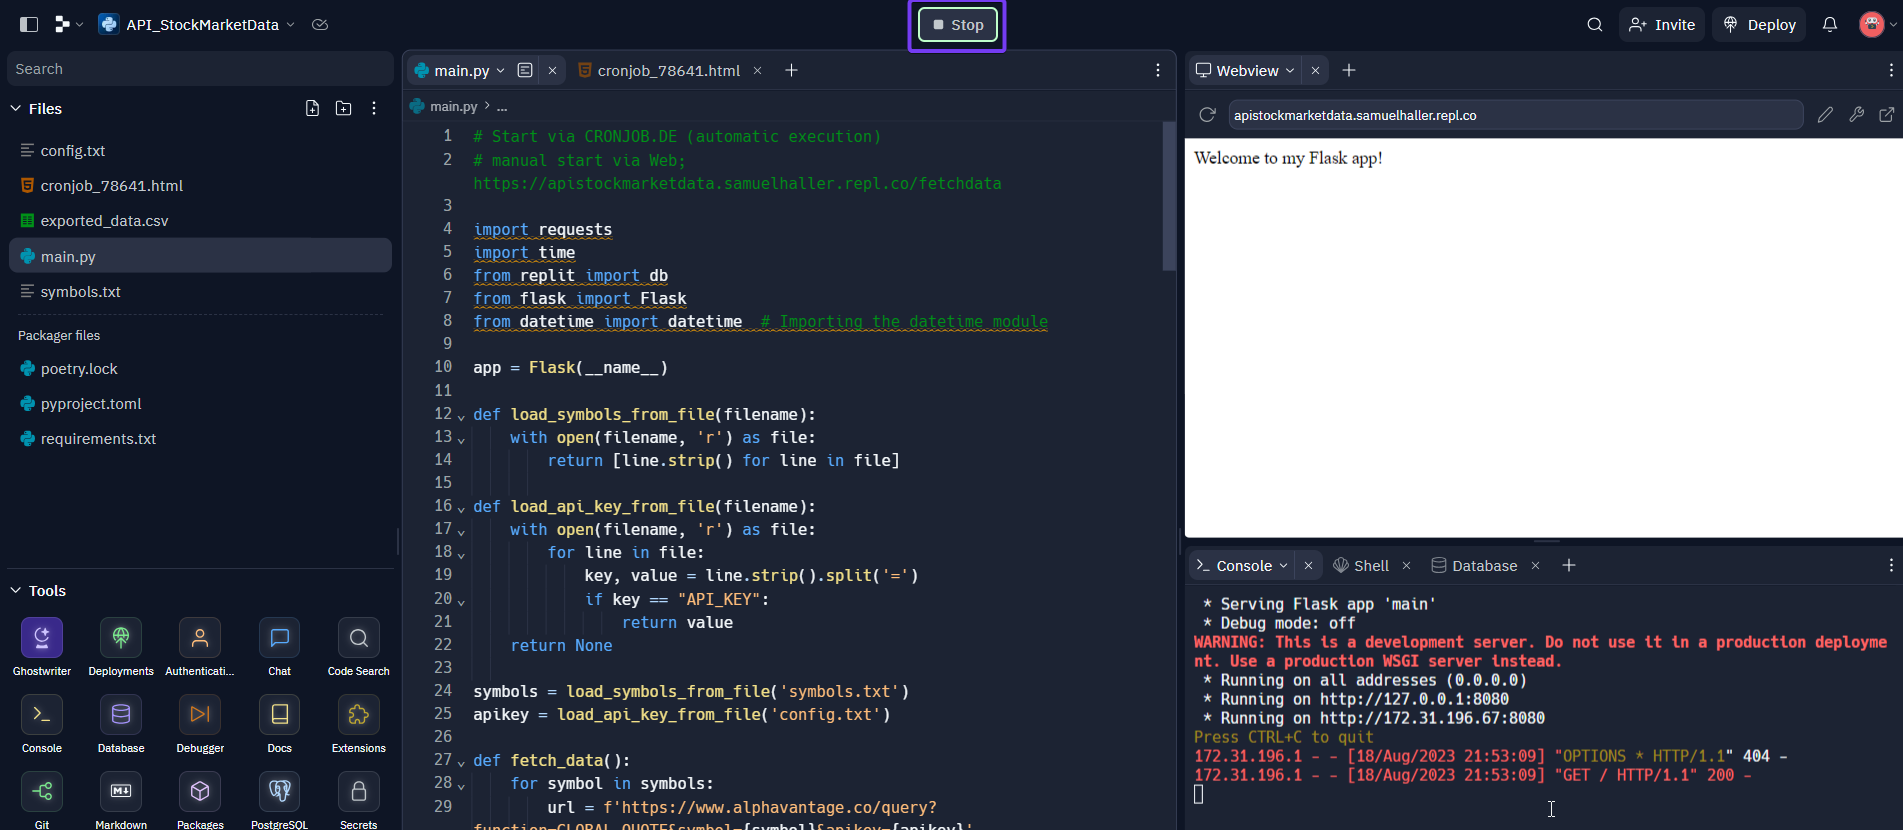 API_StockMarketData
Stop
Invite
Deploy
Search
Files
config.txt
cronjob_78641.html
exported_data.csv
main.py
symbols.txt
Packager files
poetry.lock
pyproject.toml
requirements.txt
Tools
Ghostwriter
Deployments
Authenticati...
Chat
Code Search
Console
Database
Debugger
Docs
Extensions
Git
Markdown
Packages
PostgreSQL
Secrets
main.py
cronjob_78641.html
main.py > ...
1 # Start via CRONJOB.DE (automatic execution)
2 # manual start via Web;
https://apistockmarketdata.samuelhaller.repl.co/fetchdata
3
4 import requests
5 import time
6 from replit import db
7 from flask import Flask
8 from datetime import datetime  # Importing the datetime module
9
10 app = Flask(__name__)
11
12 def load_symbols_from_file(filename):
13     with open(filename, 'r') as file:
14         return [line.strip() for line in file]
15
16 def load_api_key_from_file(filename):
17     with open(filename, 'r') as file:
18         for line in file:
19             key, value = line.strip().split('=')
20             if key == "API_KEY":
21                 return value
22     return None
23
24 symbols = load_symbols_from_file('symbols.txt')
25 apikey = load_api_key_from_file('config.txt')
26
27 def fetch_data():
28     for symbol in symbols:
29         url = f'https://www.alphavantage.co/query?
function=GLOBAL_QUOTE&symbol={symbol}&apikey={apikey}'
Webview
apistockmarketdata.samuelhaller.repl.co
Welcome to my Flask app!
Console
Shell
Database
* Serving Flask app 'main'
* Debug mode: off
WARNING: This is a development server. Do not use it in a production deployme
nt. Use a production WSGI server instead.
* Running on all addresses (0.0.0.0)
* Running on http://127.0.0.1:8080
* Running on http://172.31.196.67:8080
Press CTRL+C to quit
172.31.196.1 - - [18/Aug/2023 21:53:09] "OPTIONS * HTTP/1.1" 404 -
172.31.196.1 - - [18/Aug/2023 21:53:09] "GET / HTTP/1.1" 200 -